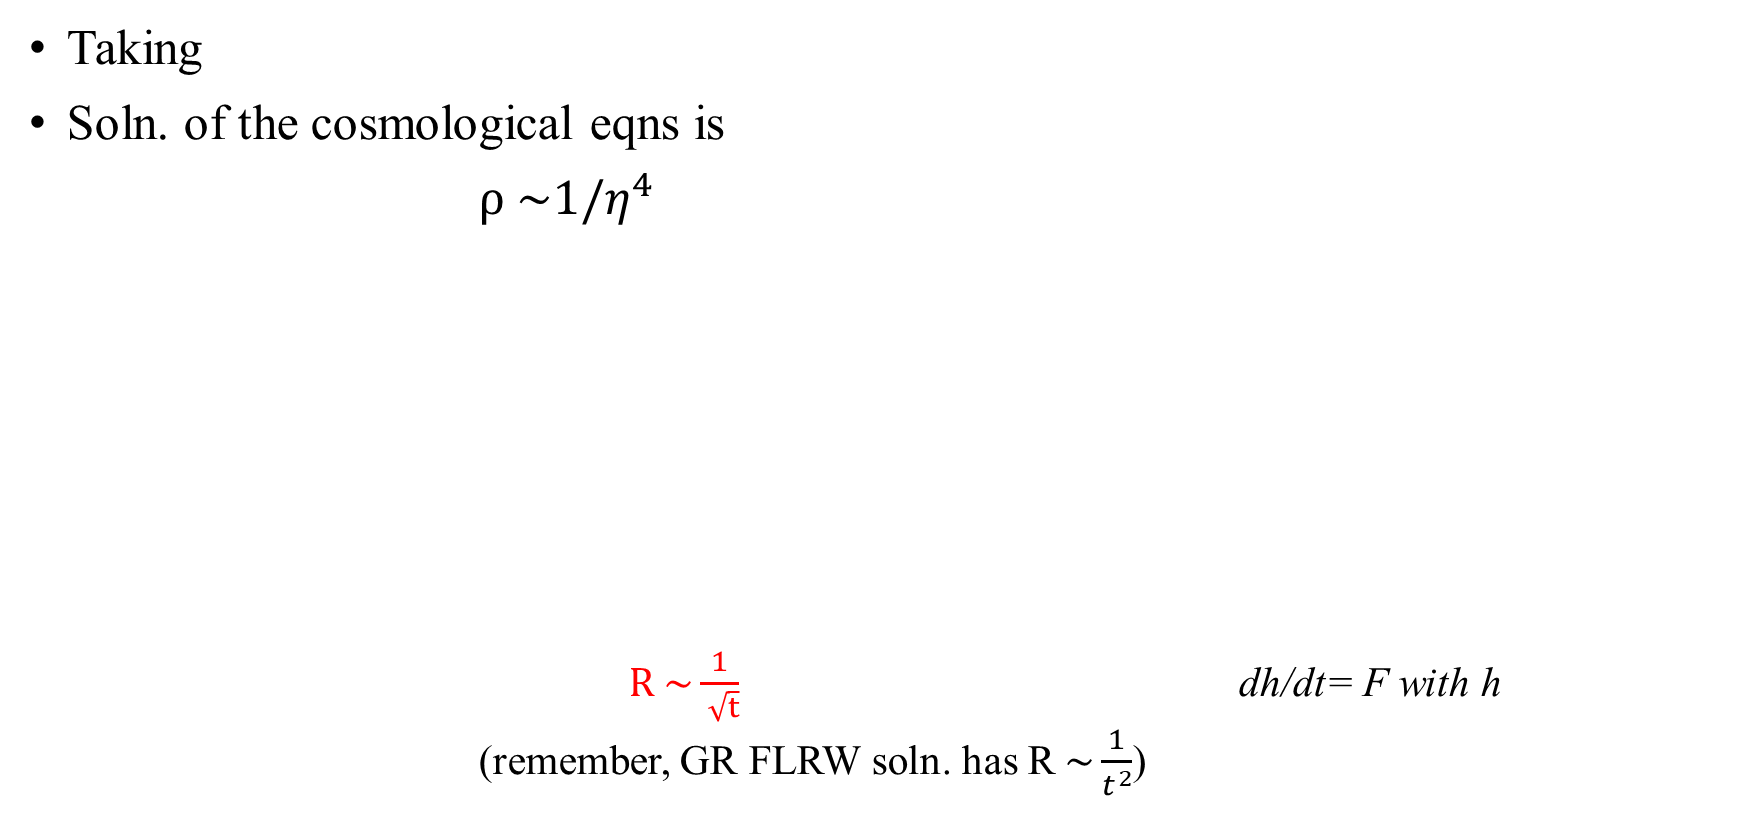 • Taking
• Soln. of the cosmological eqns is
ρ ~1/η⁴
R ~ 1/√t dh/dt= F with h
(remember, GR FLRW soln. has R ~ 1/t²)